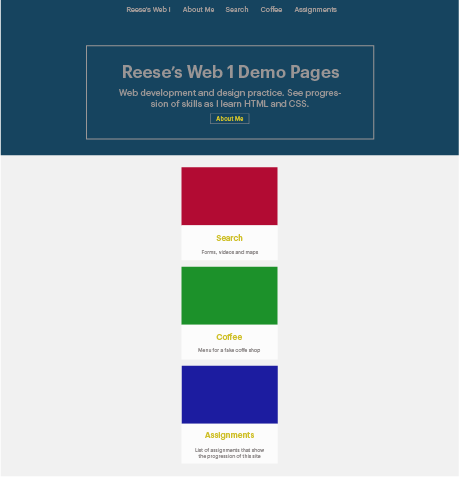 Reese's Web I About Me Search Coffee Assignments
Reese's Web 1 Demo Pages
Web development and design practice. See progres-
sion of skills as I learn HTML and CSS.
About Me
Search
Forms, videos and maps
Coffee
Menu for a fake coffe shop
Assignments
List of assignments that show
the progression of this site